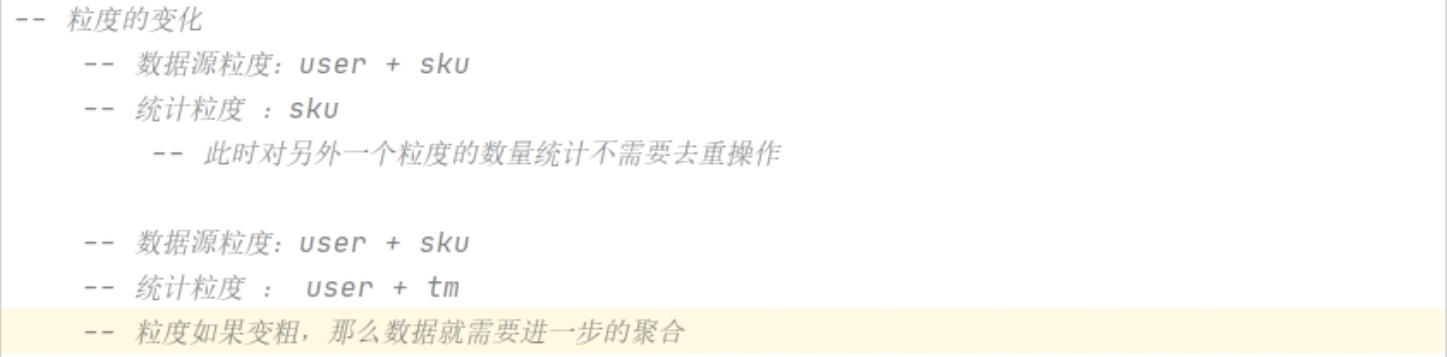 -- 粒度的变化
-- 数据源粒度：user + sku
-- 统计粒度 ：sku
-- 此时对另外一个粒度的数量统计不需要去重操作
-- 数据源粒度：user + sku
-- 统计粒度 ： user + tm
-- 粒度如果变粗，那么数据就需要进一步的聚合